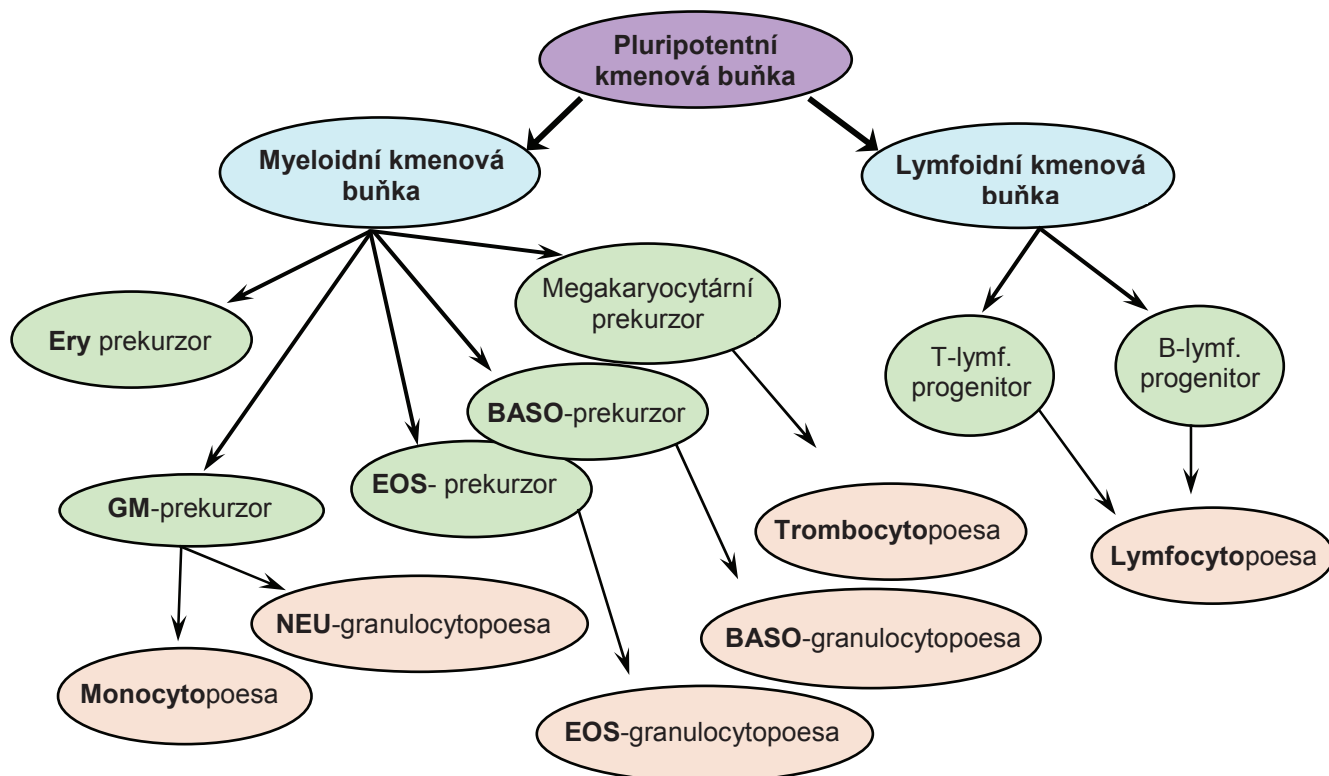 Pluripotentní
kmenová buňka
Myeloidní kmenová
buňka
Lymfoidní kmenová
buňka
Megakaryocytární
prekurzor
Ery prekurzor
T-lymf.
progenitor
B-lymf.
progenitor
BASO-prekurzor
EOS- prekurzor
GM-prekurzor
Trombocytopoesa
Lymfocytopoesa
NEU-granulocytopoesa
BASO-granulocytopoesa
Monocytopoesa
EOS-granulocytopoesa